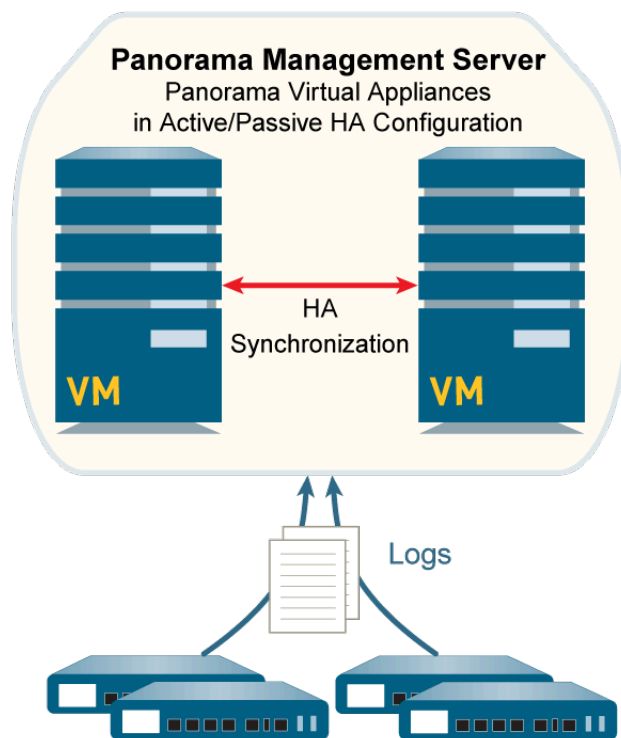 Panorama Management Server
Panorama Virtual Appliances
in Active/Passive HA Configuration
HA
Synchronization
VM
VM
Logs